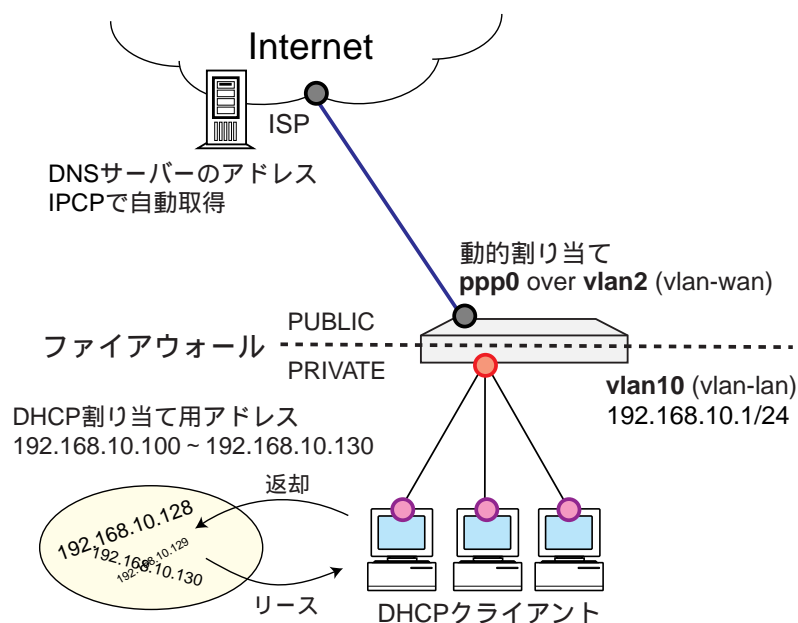 Internet
ISP
DNSサーバーのアドレス
IPCPで自動取得
動的割り当て
ppp0 over vlan2 (vlan-wan)
PUBLIC
ファイアウォール
PRIVATE
vlan10 (vlan-lan)
192.168.10.1/24
DHCP割り当て用アドレス
192.168.10.100 ~ 192.168.10.130
返却
192.168.10.128
192.168.10.129
192.168.10.130
リース
DHCPクライアント